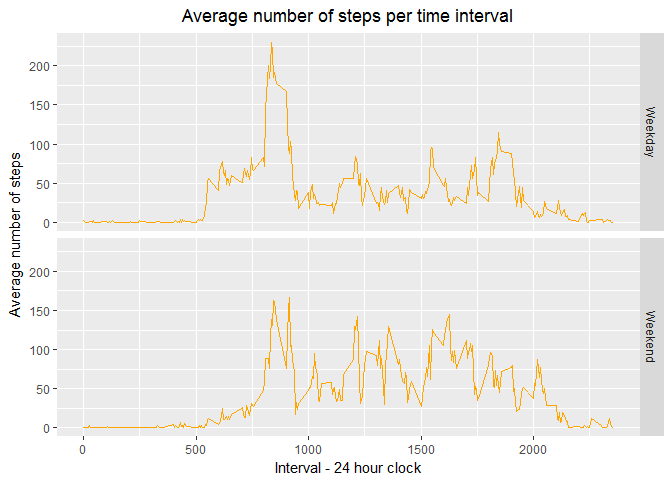 Average number of steps per time interval
Average number of steps
200
150
100
50
0
Weekday
200
150
100
50
0
Weekend
0 500 1000 1500 2000
Interval - 24 hour clock